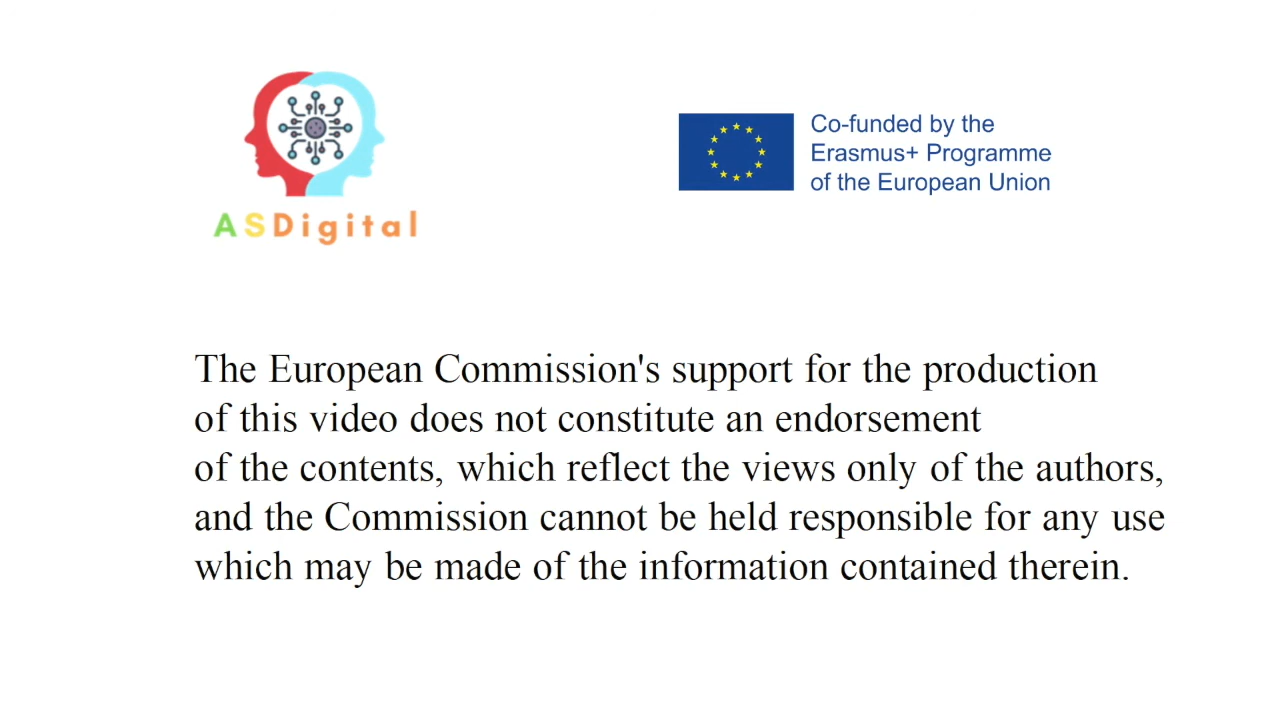 ASDigital
Co-funded by the
Erasmus+ Programme
of the European Union
The European Commission's support for the production
of this video does not constitute an endorsement
of the contents, which reflect the views only of the authors,
and the Commission cannot be held responsible for any use
which may be made of the information contained therein.